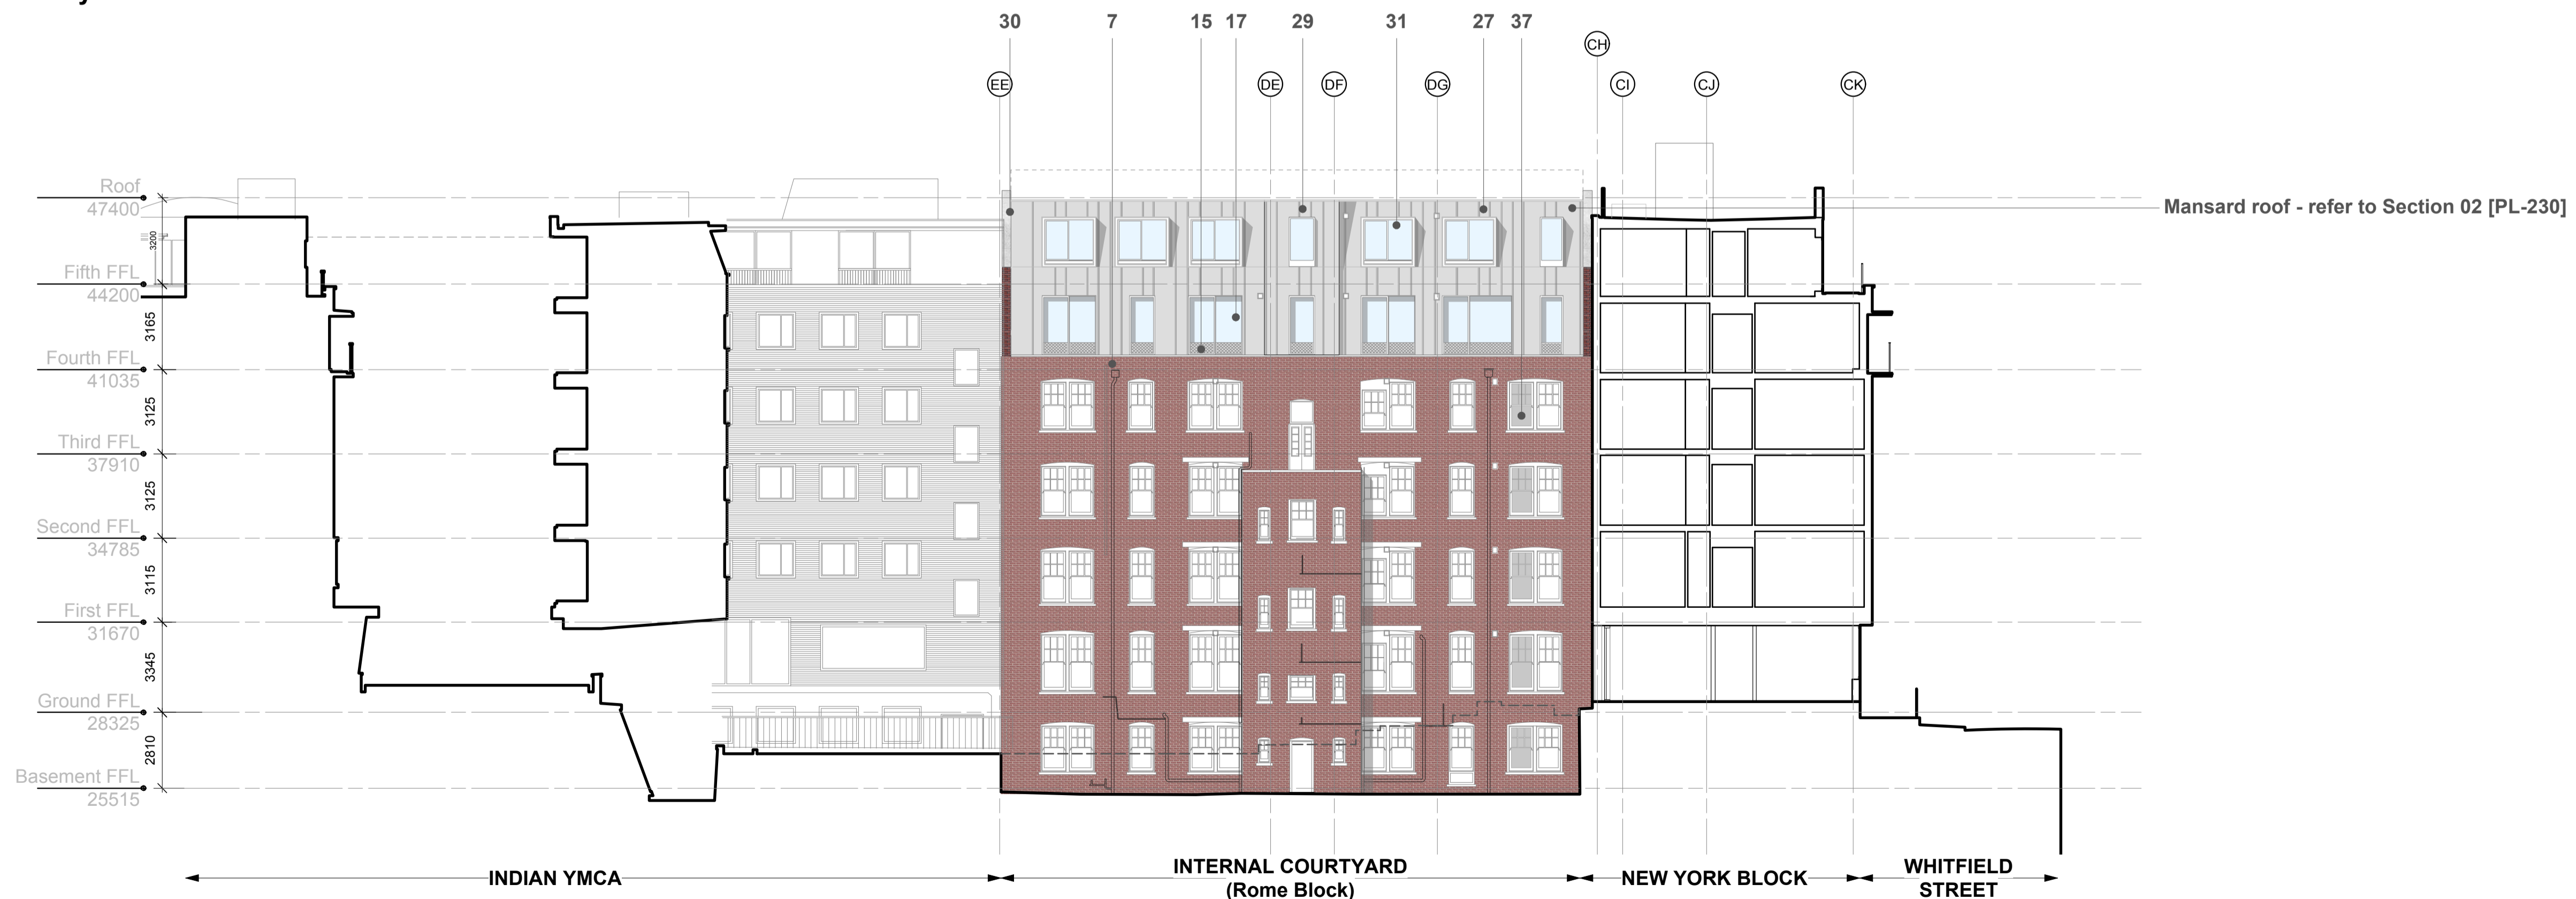 30 7 15 17 29 31 27 37
CH
EE DE DF DG CI CJ CK
Roof
47400
Mansard roof - refer to Section 02 [PL-230]
3200
Fifth FFL
44200
3165
Fourth FFL
41035
3125
Third FFL
37910
3125
Second FFL
34785
3115
First FFL
31670
3345
Ground FFL
28325
2810
Basement FFL
25515
INDIAN YMCA
INTERNAL COURTYARD
(Rome Block)
NEW YORK BLOCK
WHITFIELD
STREET